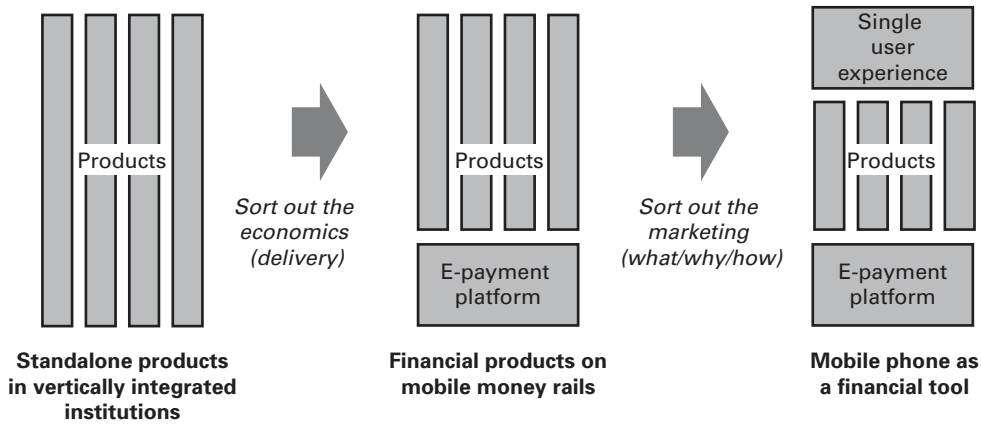 Products
Standalone products
in vertically integrated
institutions
Sort out the
economics
(delivery)
Products
E-payment
platform
Financial products on
mobile money rails
Sort out the
marketing
(what/why/how)
Single
user
experience
Products
E-payment
platform
Mobile phone as
a financial tool